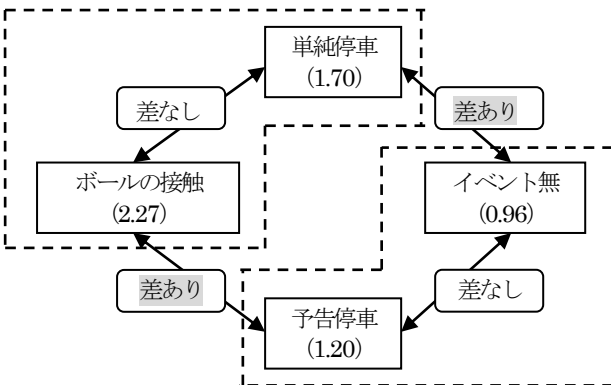 単純停車
(1.70)
差なし
差あり
ボールの接触
(2.27)
イベント無
(0.96)
差あり
差なし
予告停車
(1.20)